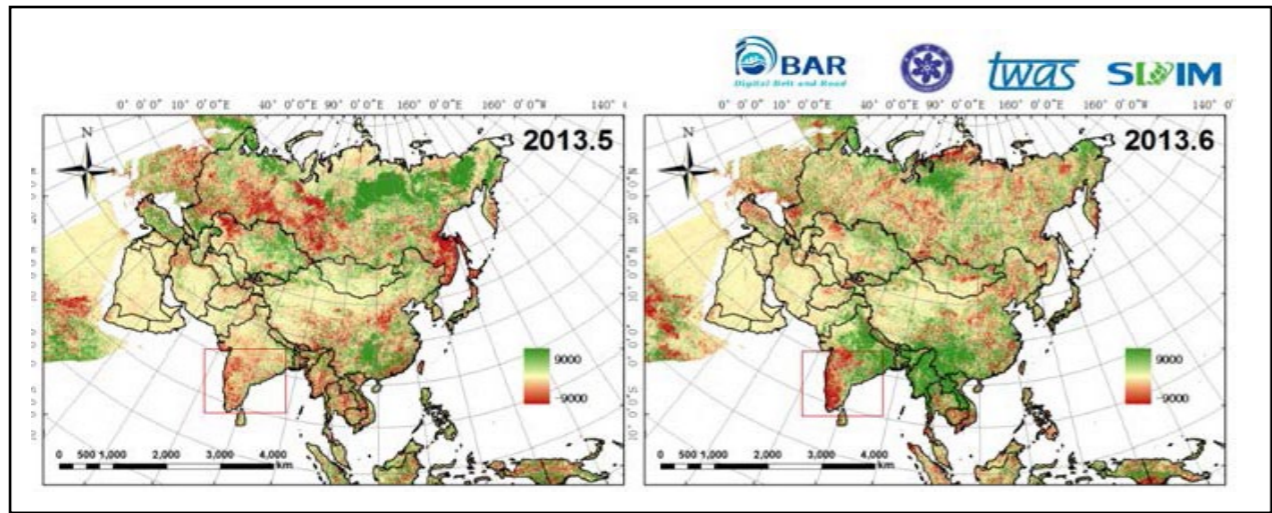 BAR
Digital Belt and Road
twas
SDIM
0° 0' 0" 10° 0' 0"E 40° 0' 0"E 90° 0' 0"E 160° 0' 0"E 160° 0' 0"W 140°
0° 0' 0" 10° 0' 0"E 40° 0' 0"E 90° 0' 0"E 160° 0' 0"E 160° 0' 0"W 140° 0'
N
2013.5
N
2013.6
9000
-9000
9000
-9000
0 500 1,000 2,000 3,000 4,000
km
0 500 1,000 2,000 3,000 4,000
km